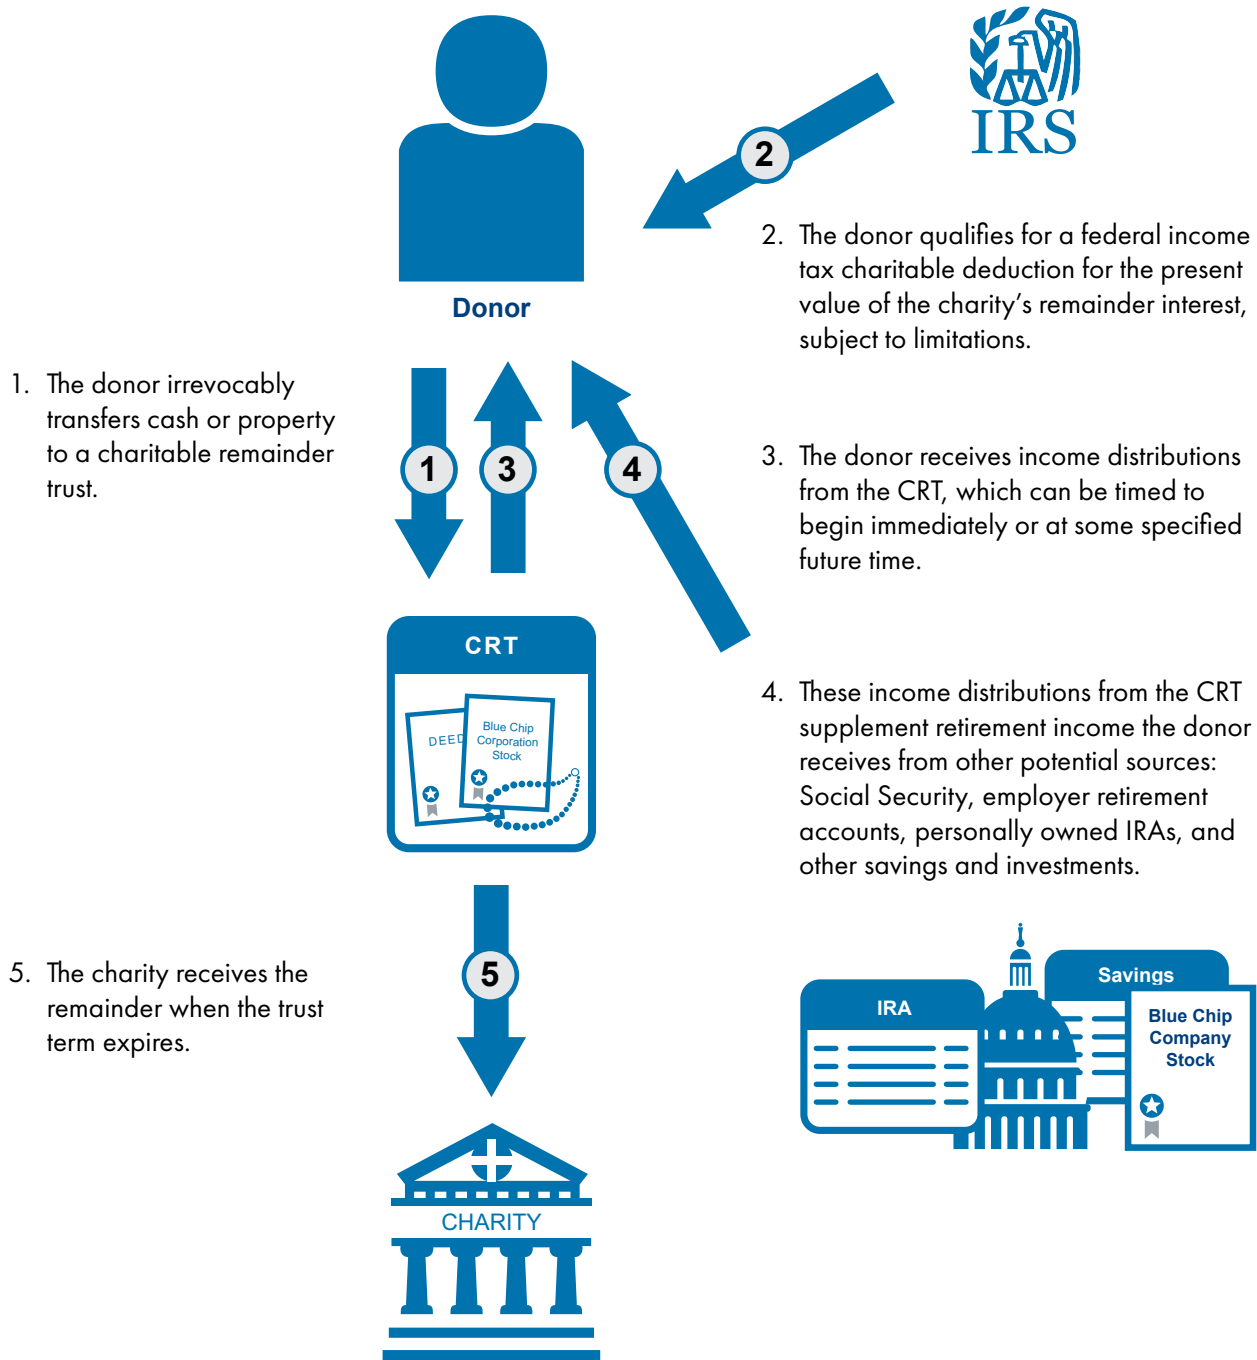 IRS
2
Donor
2. The donor qualifies for a federal income
tax charitable deduction for the present
value of the charity’s remainder interest,
subject to limitations.
1. The donor irrevocably
transfers cash or property
to a charitable remainder
trust.
1
3
4
3. The donor receives income distributions
from the CRT, which can be timed to
begin immediately or at some specified
future time.
CRT
DEED
Blue Chip
Corporation
Stock
4. These income distributions from the CRT
supplement retirement income the donor
receives from other potential sources:
Social Security, employer retirement
accounts, personally owned IRAs, and
other savings and investments.
5. The charity receives the
remainder when the trust
term expires.
5
IRA
Savings
Blue Chip
Company
Stock
CHARITY